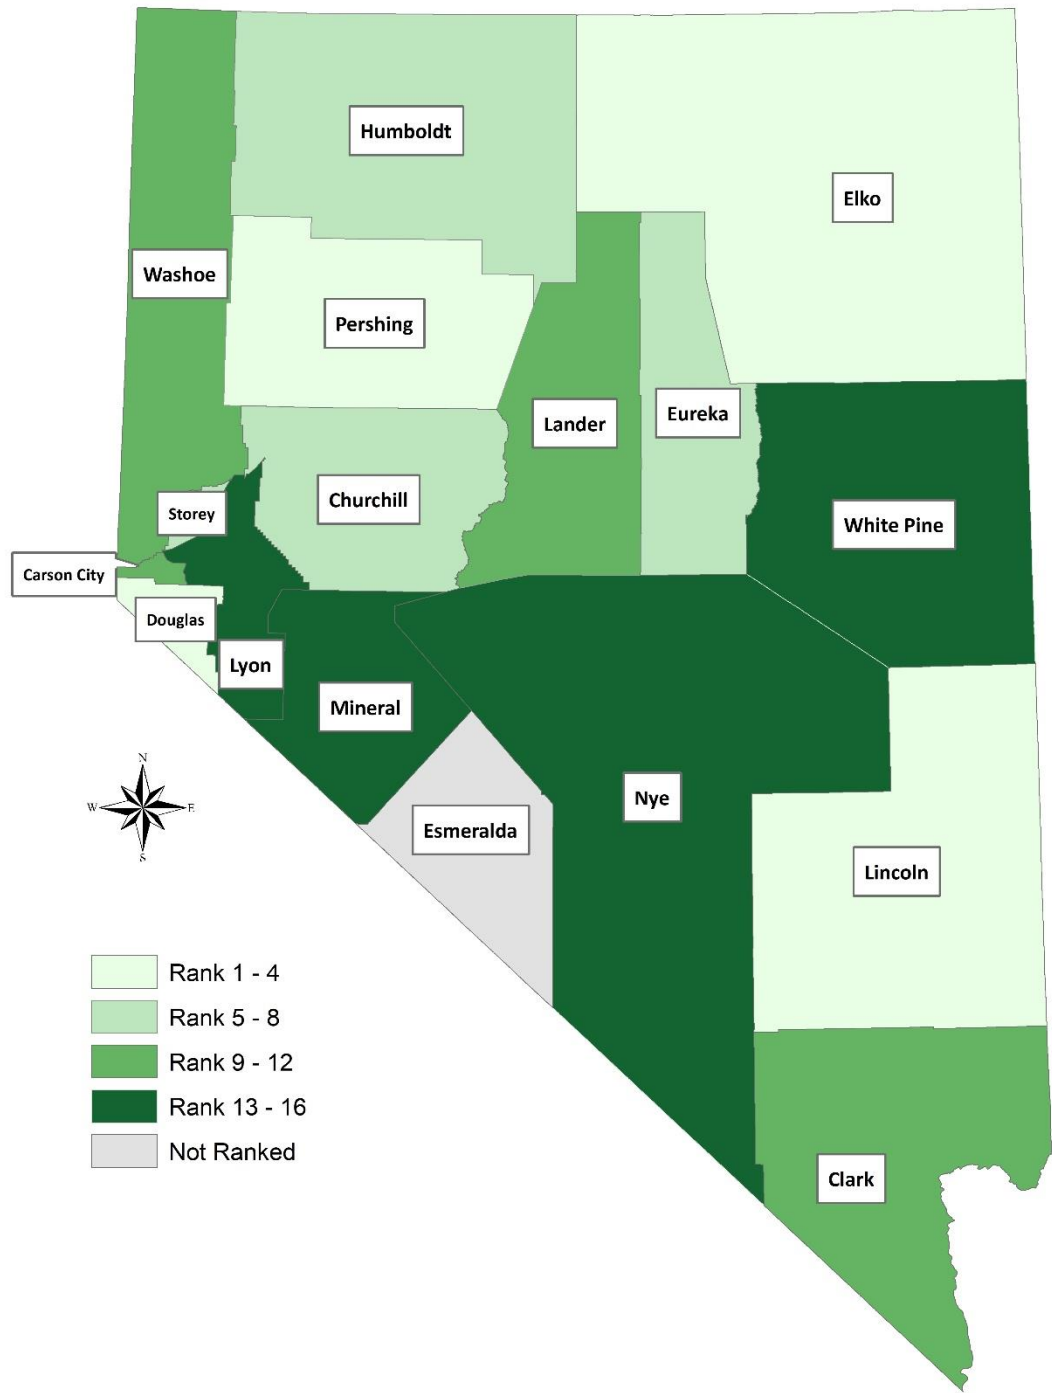 Humboldt
Elko
Washoe
Pershing
Lander
Eureka
Churchill
Storey
White Pine
Carson City
Douglas
Lyon
Mineral
N
W
E
S
Nye
Esmeralda
Lincoln
Rank 1 - 4
Rank 5 - 8
Rank 9 - 12
Rank 13 - 16
Not Ranked
Clark